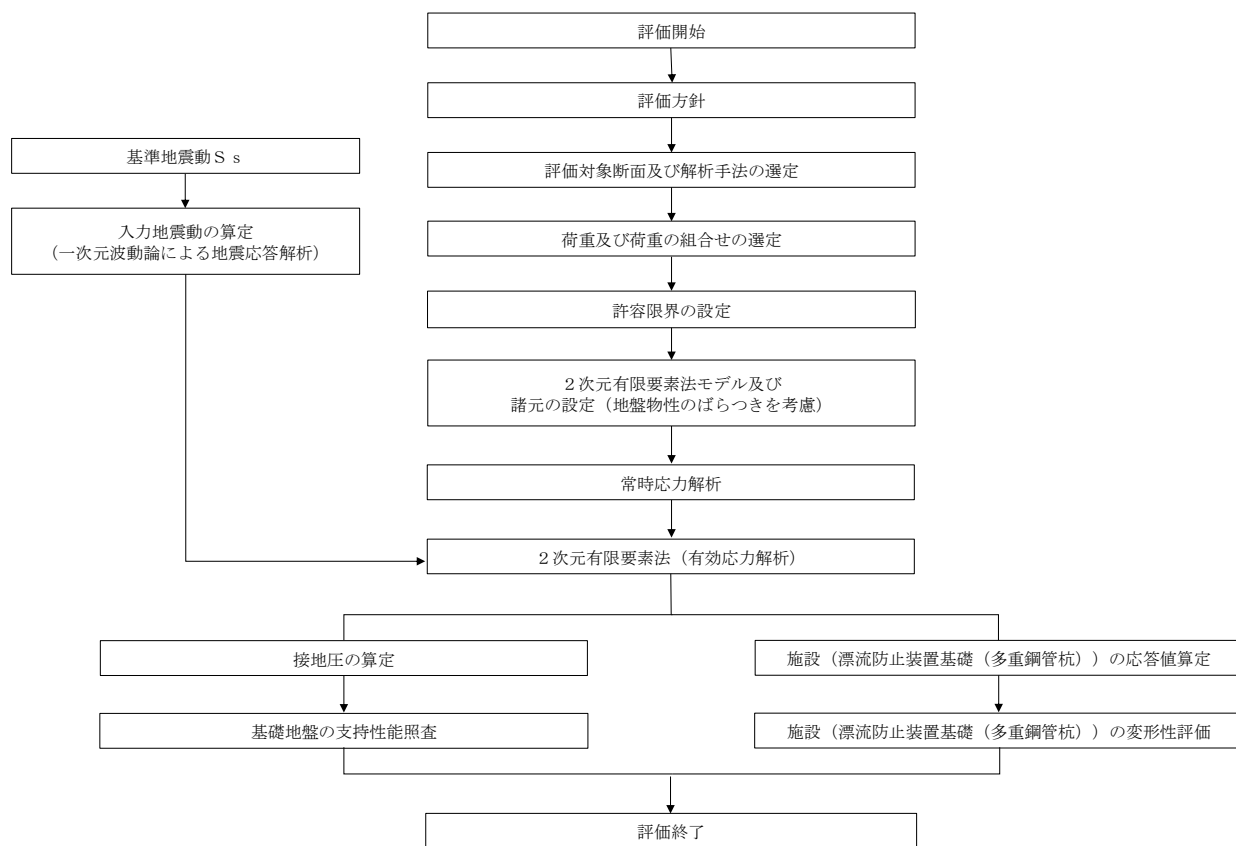 評価開始
評価方針
基準地震動Ｓｓ
評価対象断面及び解析手法の選定
入力地震動の算定
（一次元波動論による地震応答解析）
荷重及び荷重の組合せの選定
許容限界の設定
２次元有限要素法モデル及び
諸元の設定（地盤物性のばらつきを考慮）
常時応力解析
２次元有限要素法（有効応力解析）
接地圧の算定
施設（漂流防止装置基礎（多重鋼管杭））の応答値算定
基礎地盤の支持性能照査
施設（漂流防止装置基礎（多重鋼管杭））の変形性評価
評価終了